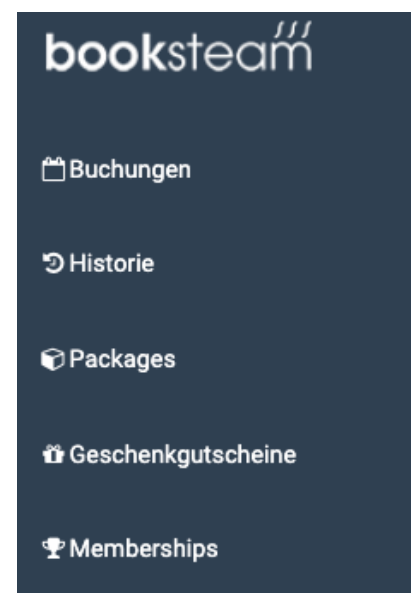 booksteam
Buchungen
Historie
Packages
Geschenkgutscheine
Memberships